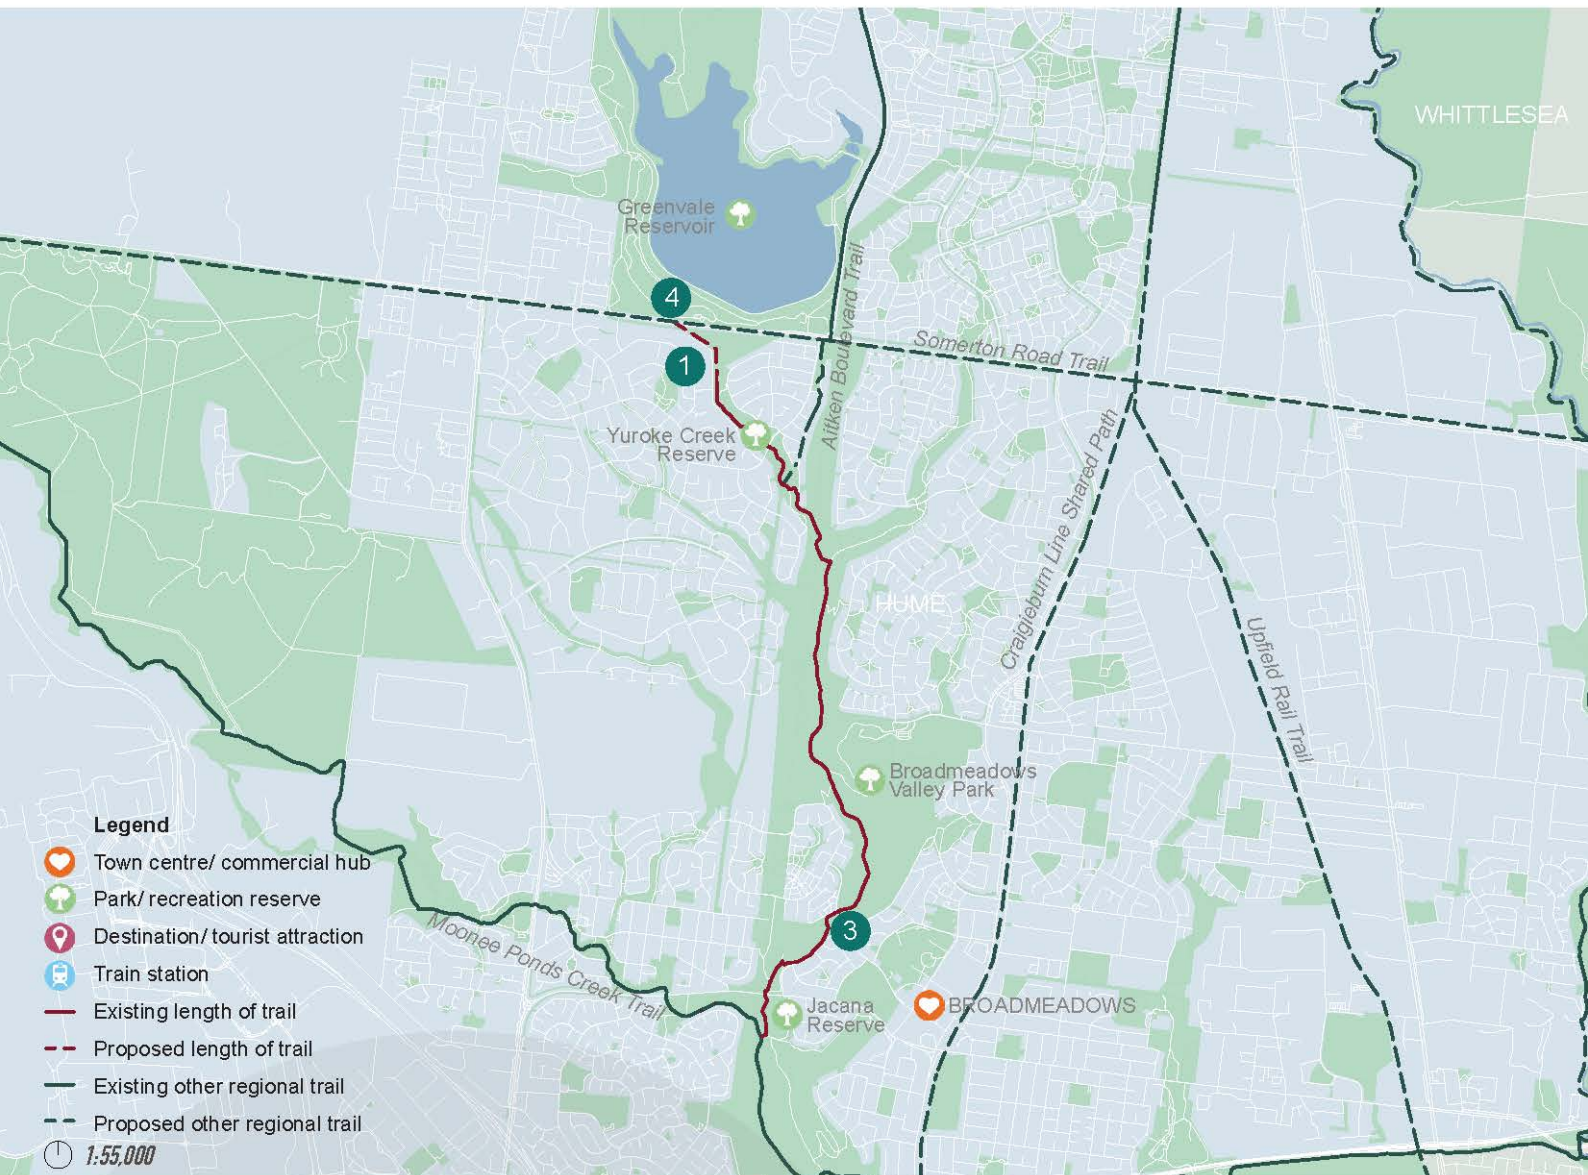 WHITTLESEA
Greenvale
Reservoir
4
Aitken Boulevard Trail
Somerton Road Trail
1
Yuroke Creek
Reserve
Craigieburn Line Shared Path
HUME
Upfield Rail Trail
Broadmeadows
Valley Park
3
Moonee Ponds Creek Trail
Jacana
Reserve
BROADMEADOWS
Legend
Town centre/ commercial hub
Park/ recreation reserve
Destination/ tourist attraction
Train station
Existing length of trail
Proposed length of trail
Existing other regional trail
Proposed other regional trail
1:55,000